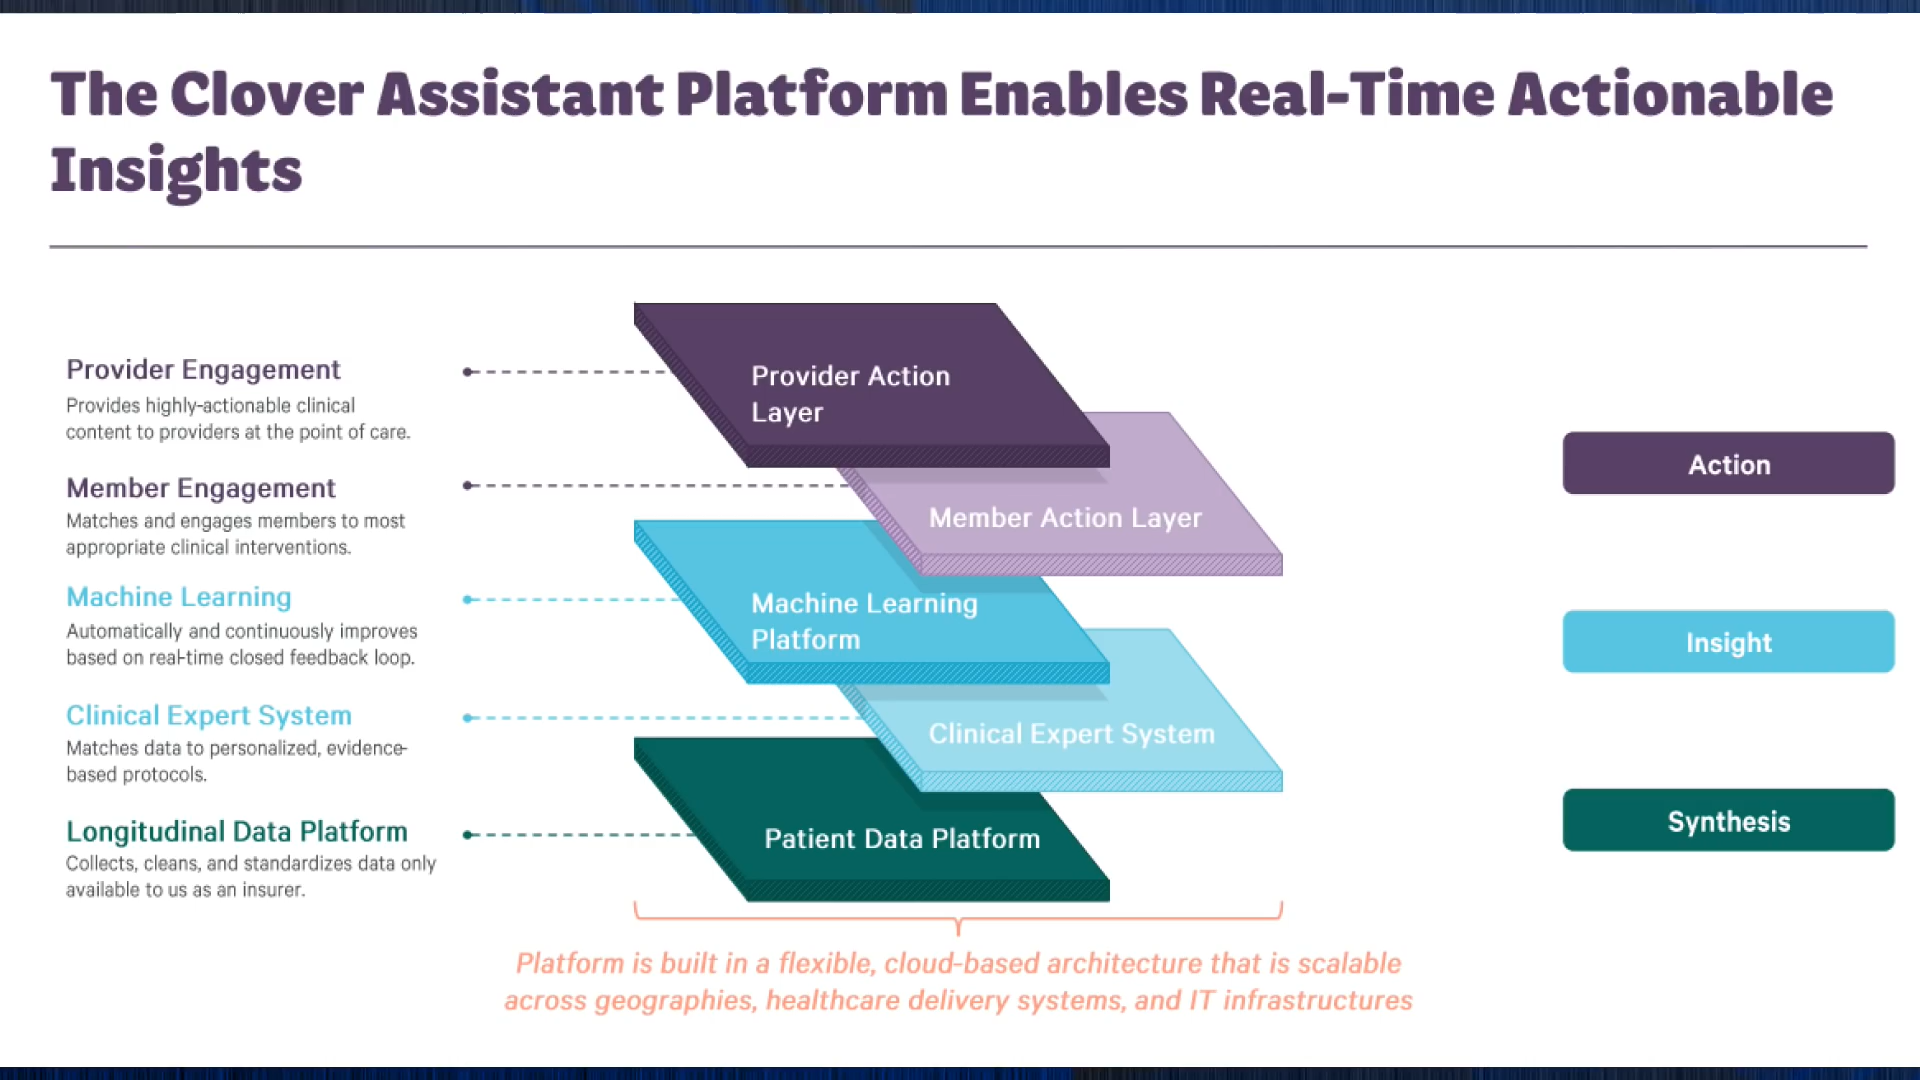 The Clover Assistant Platform Enables Real-Time Actionable
Insights
Provider Engagement
Provides highly-actionable clinical
content to providers at the point of care.
Member Engagement
Matches and engages members to most
appropriate clinical interventions.
Machine Learning
Automatically and continuously improves
based on real-time closed feedback loop.
Clinical Expert System
Matches data to personalized, evidence-
based protocols.
Longitudinal Data Platform
Collects, cleans, and standardizes data only
available to us as an insurer.
Provider Action
Layer
Member Action Layer
Machine Learning
Platform
Clinical Expert System
Patient Data Platform
Action
Insight
Synthesis
Platform is built in a flexible, cloud-based architecture that is scalable
across geographies, healthcare delivery systems, and IT infrastructures